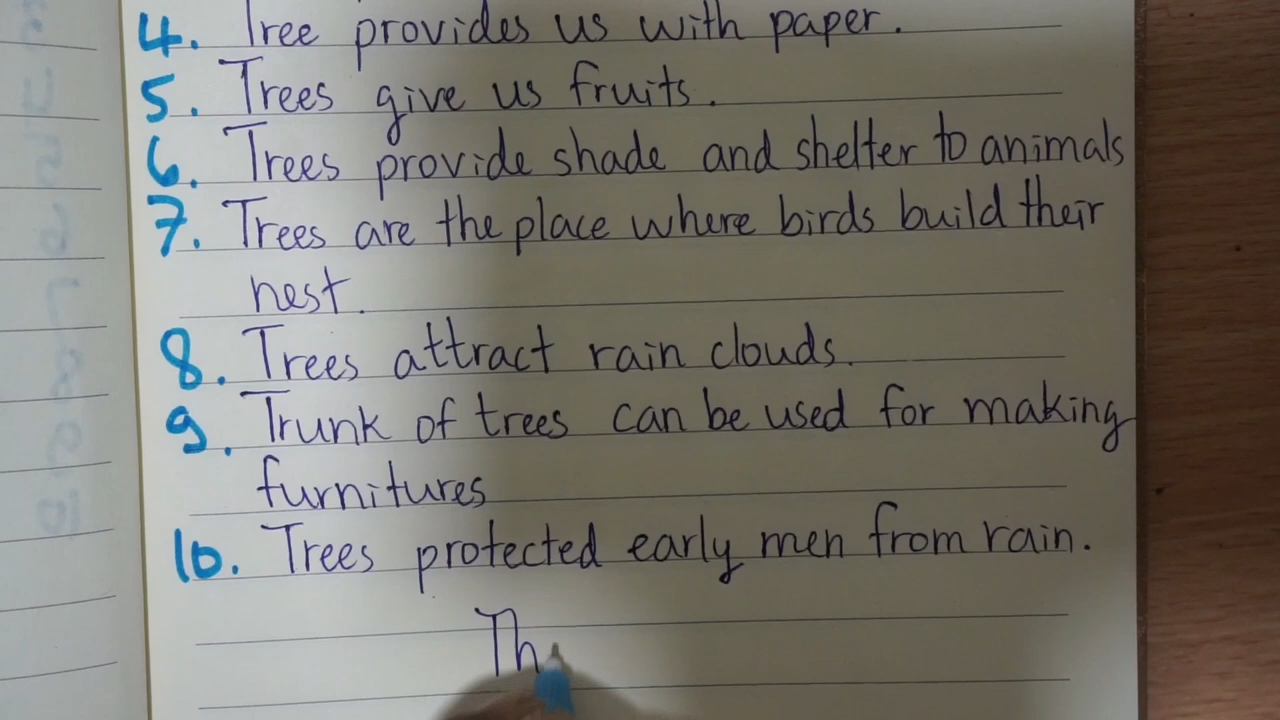 4. Tree provides us with paper.
5. Trees give us fruits.
6. Trees provide shade and shelter to animals
7. Trees are the place where birds build their
nest.
8. Trees attract rain clouds.
9. Trunk of trees can be used for making
furnitures
10. Trees protected early men from rain.
Th